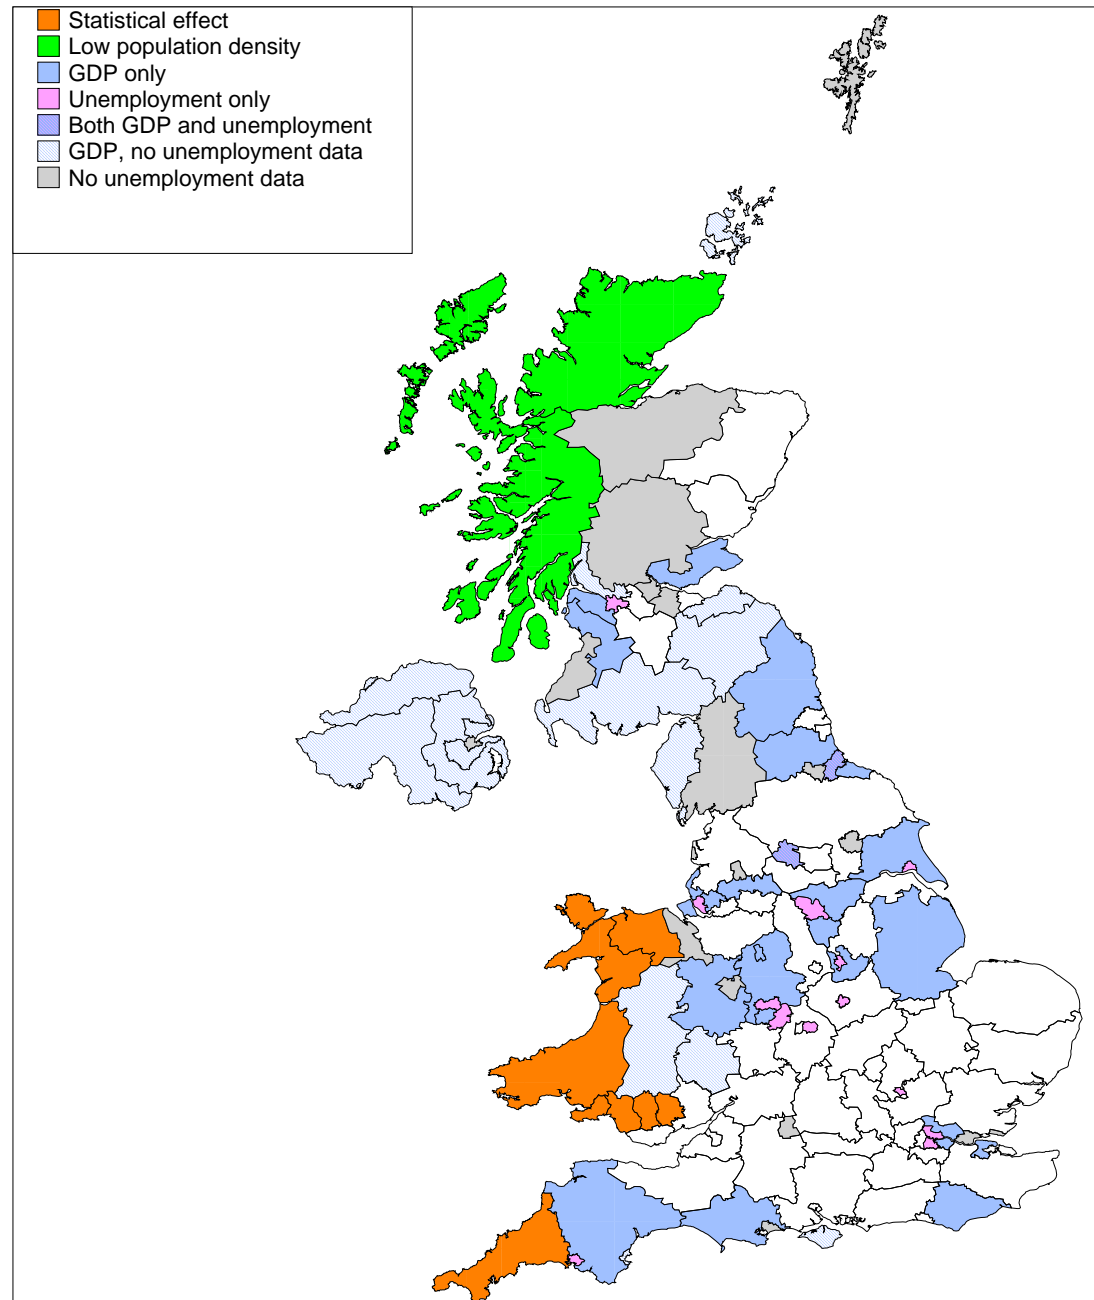 Statistical effect
Low population density
GDP only
Unemployment only
Both GDP and unemployment
GDP, no unemployment data
No unemployment data